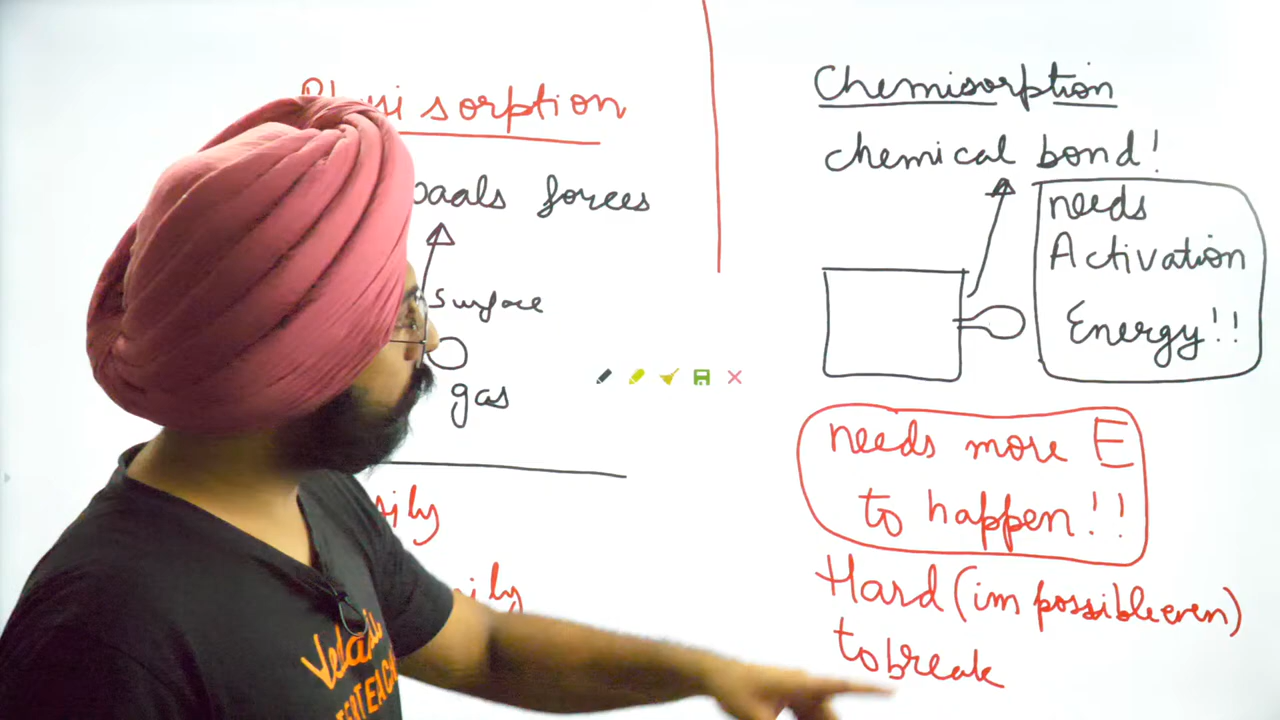 sorption
forces
Surface
gas
Chemisorption
chemical bond!
needs
Activation
Energy!!
needs more E
to happen!!
Hard (impossible even)
to break